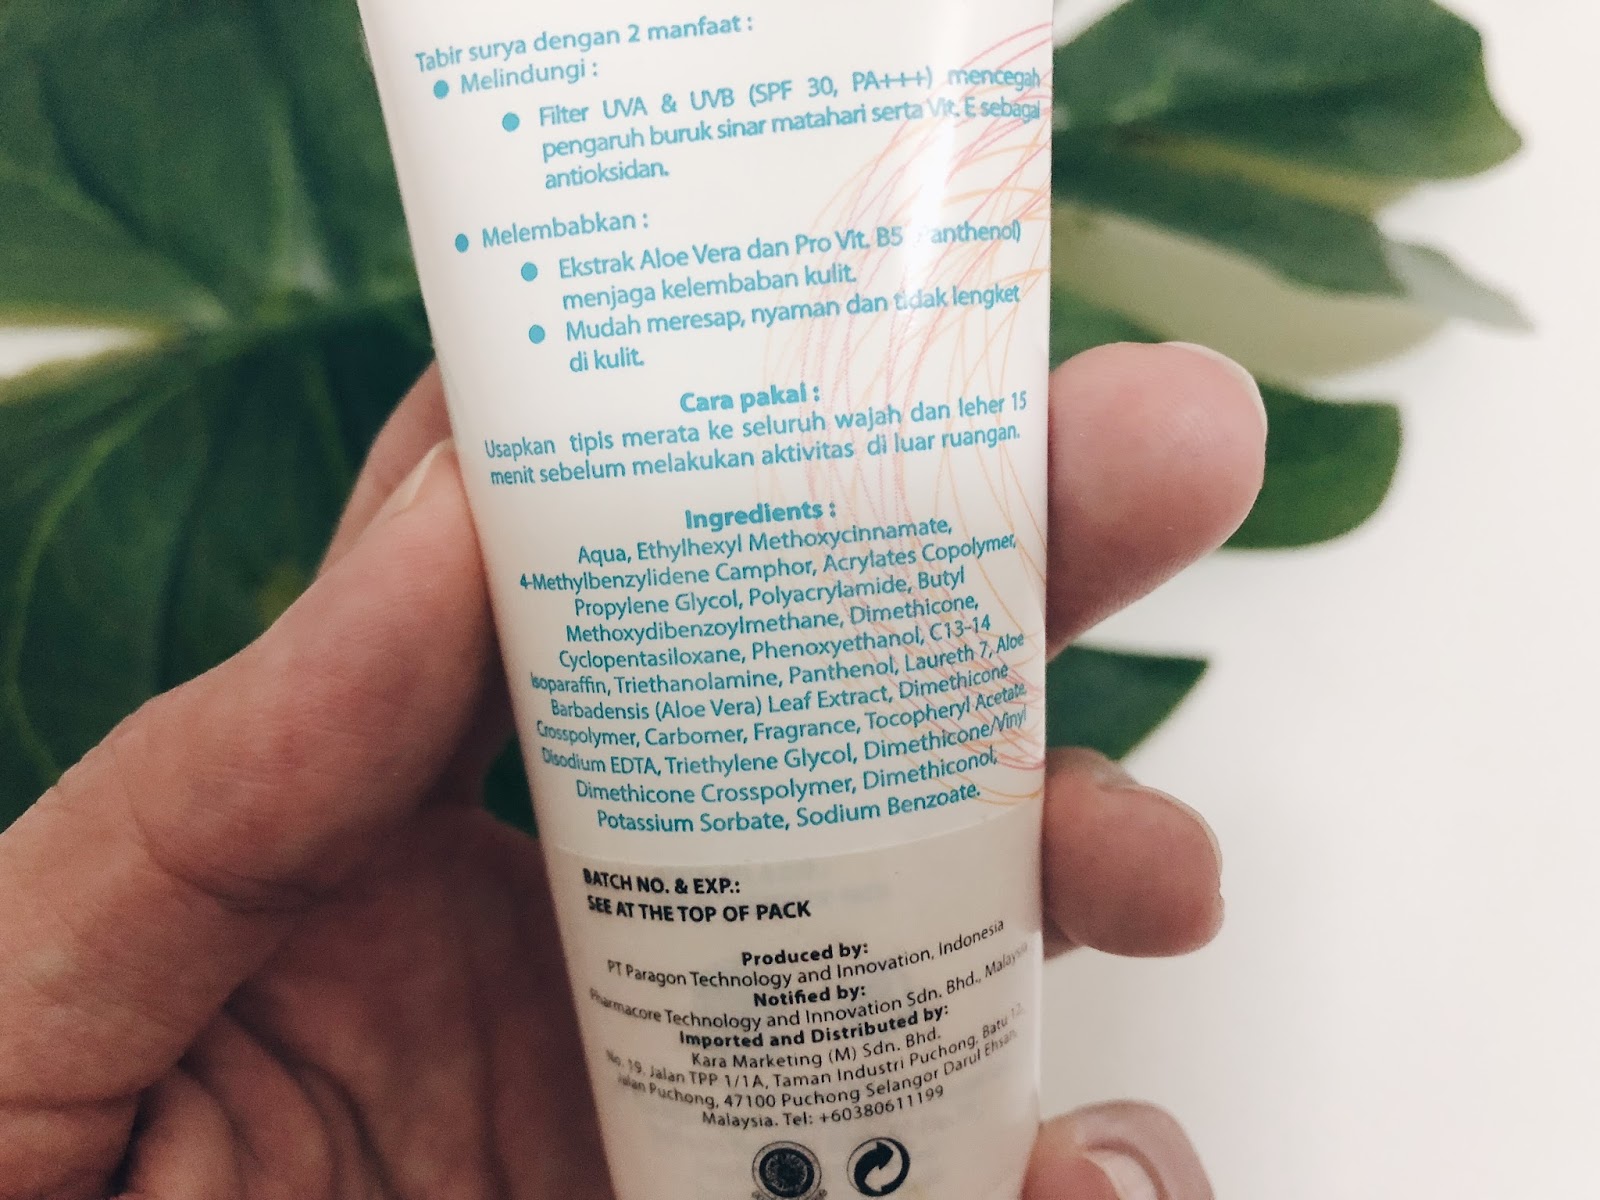 Tabir surya dengan 2 manfaat :
Melindungi :
Filter UVA & UVB (SPF 30, PA+++) mencegah
pengaruh buruk sinar matahari serta Vit. E sebagai
antioksidan.
Melembabkan :
Ekstrak Aloe Vera dan Pro Vit. B5 (Panthenol)
menjaga kelembaban kulit.
Mudah meresap, nyaman dan tidak lengket
di kulit.
Cara pakai :
Usapkan tipis merata ke seluruh wajah dan leher 15
menit sebelum melakukan aktivitas di luar ruangan.
Ingredients :
Aqua, Ethylhexyl Methoxycinnamate,
4-Methylbenzylidene Camphor, Acrylates Copolymer,
Propylene Glycol, Polyacrylamide, Butyl
Methoxydibenzoylmethane, Dimethicone,
Cyclopentasiloxane, Phenoxyethanol, C13-14
Isoparaffin, Triethanolamine, Panthenol, Laureth 7, Aloe
Barbadensis (Aloe Vera) Leaf Extract, Dimethicone
Crosspolymer, Carbomer, Fragrance, Tocopheryl Acetate,
Disodium EDTA, Triethylene Glycol, Dimethicone/Vinyl
Dimethicone Crosspolymer, Dimethiconol,
Potassium Sorbate, Sodium Benzoate.
BATCH NO. & EXP.:
SEE AT THE TOP OF PACK
Produced by:
PT Paragon Technology and Innovation, Indonesia
Notified by:
Pharmacore Technology and Innovation Sdn. Bhd., Malaysia
Imported and Distributed by:
Kara Marketing (M) Sdn. Bhd.
No. 19, Jalan TPP 1/1A, Taman Industri Puchong, Batu 12,
Jalan Puchong, 47100 Puchong Selangor Darul Ehsan,
Malaysia. Tel: +60380611199